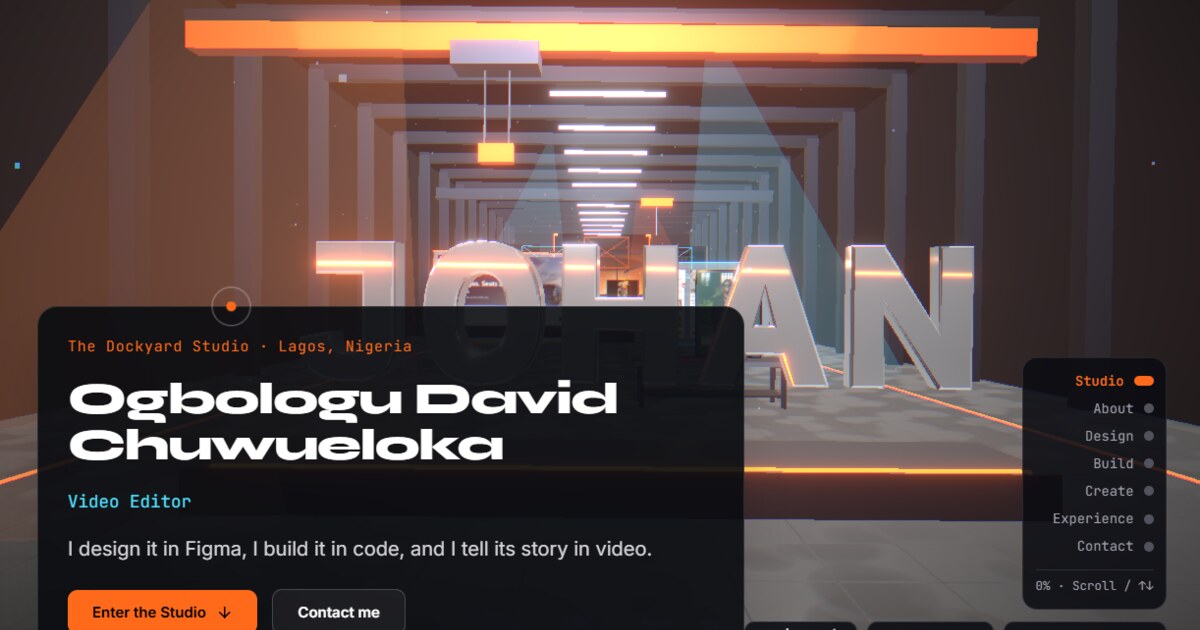 JOHAN
The Dockyard Studio · Lagos, Nigeria
Ogbologu David
Chuwueloka
Video Editor
I design it in Figma, I build it in code, and I tell its story in video.
Enter the Studio ↓
Contact me
Studio
About
Design
Build
Create
Experience
Contact
0% · Scroll / ↑↓